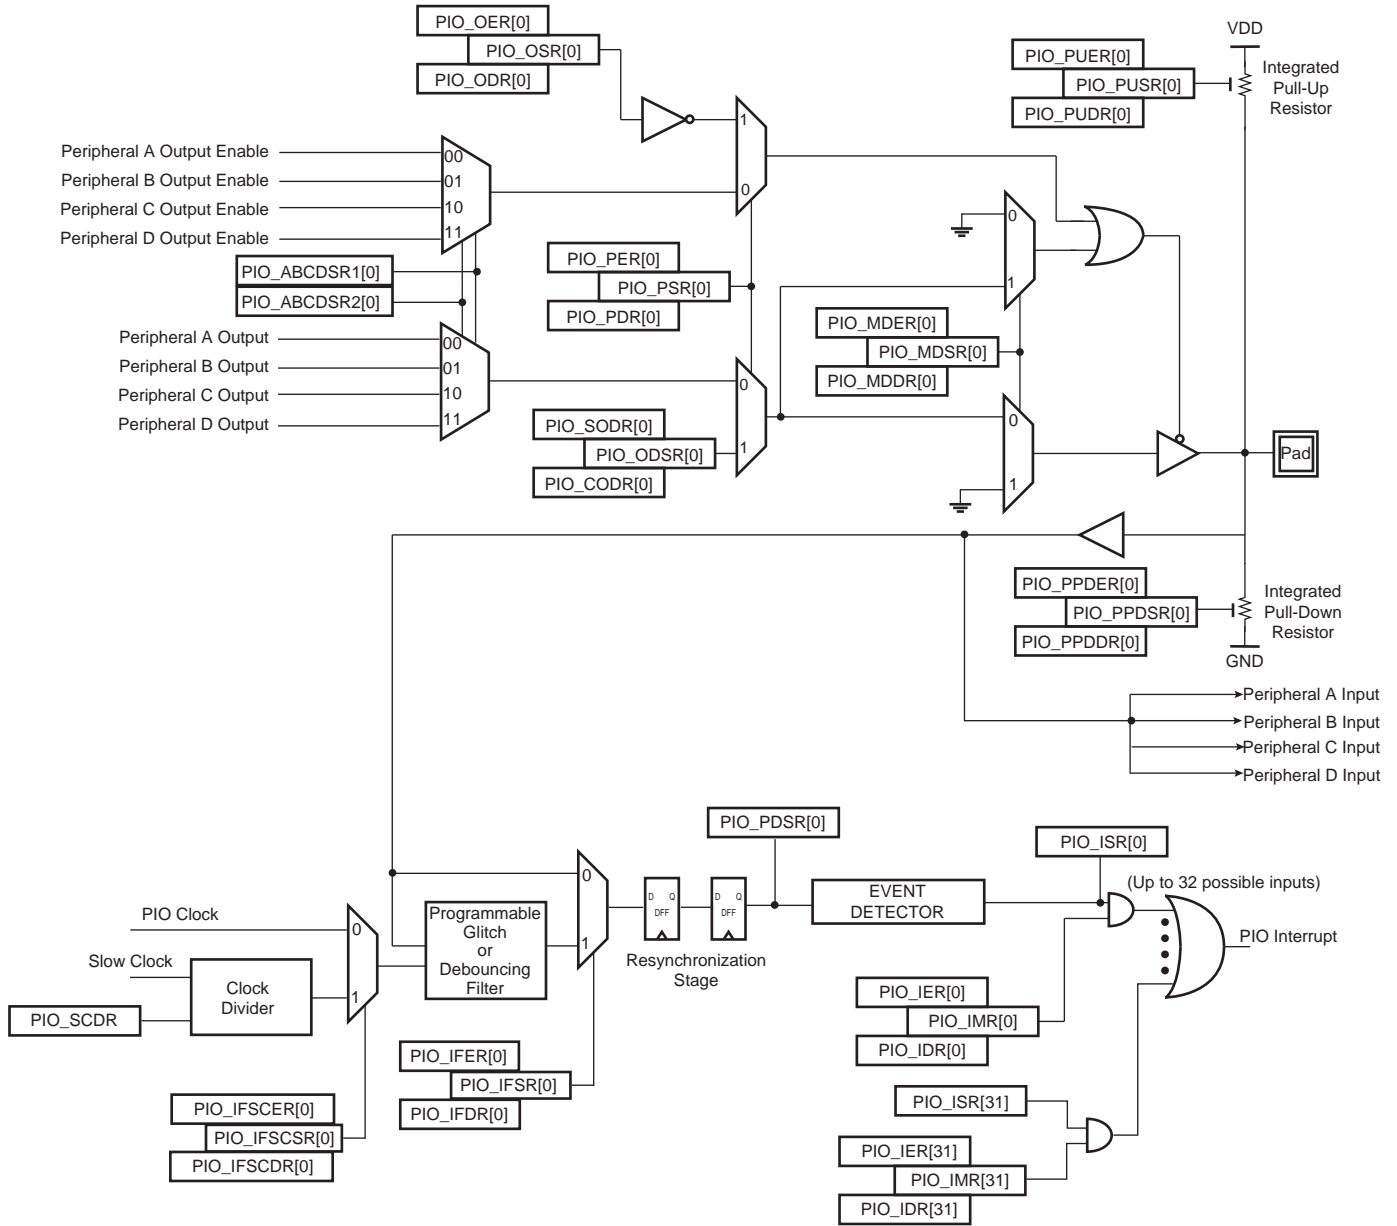 PIO_OER[0]
PIO_OSR[0]
PIO_ODR[0]
1
0
Peripheral A Output Enable
Peripheral B Output Enable
Peripheral C Output Enable
Peripheral D Output Enable
00
01
10
11
PIO_ABCDSR1[0]
PIO_ABCDSR2[0]
Peripheral A Output
Peripheral B Output
Peripheral C Output
Peripheral D Output
00
01
10
11
PIO_PER[0]
PIO_PSR[0]
PIO_PDR[0]
0
1
PIO_SODR[0]
PIO_ODSR[0]
PIO_CODR[0]
0
1
PIO_MDER[0]
PIO_MDSR[0]
PIO_MDDR[0]
0
1
PIO_PUER[0]
PIO_PUSR[0]
PIO_PUDR[0]
VDD
Integrated
Pull-Up
Resistor
Pad
PIO_PPDER[0]
PIO_PPDSR[0]
PIO_PPDDR[0]
Integrated
Pull-Down
Resistor
GND
Peripheral A Input
Peripheral B Input
Peripheral C Input
Peripheral D Input
PIO Clock
Slow Clock
PIO_SCDR
Clock
Divider
0
1
PIO_IFSCER[0]
PIO_IFSCSR[0]
PIO_IFSCDR[0]
Programmable
Glitch
or
Debouncing
Filter
0
1
PIO_IFER[0]
PIO_IFSR[0]
PIO_IFDR[0]
D Q
DFF
D Q
DFF
Resynchronization
Stage
PIO_PDSR[0]
EVENT
DETECTOR
PIO_ISR[0]
(Up to 32 possible inputs)
PIO Interrupt
PIO_IER[0]
PIO_IMR[0]
PIO_IDR[0]
PIO_ISR[31]
PIO_IER[31]
PIO_IMR[31]
PIO_IDR[31]